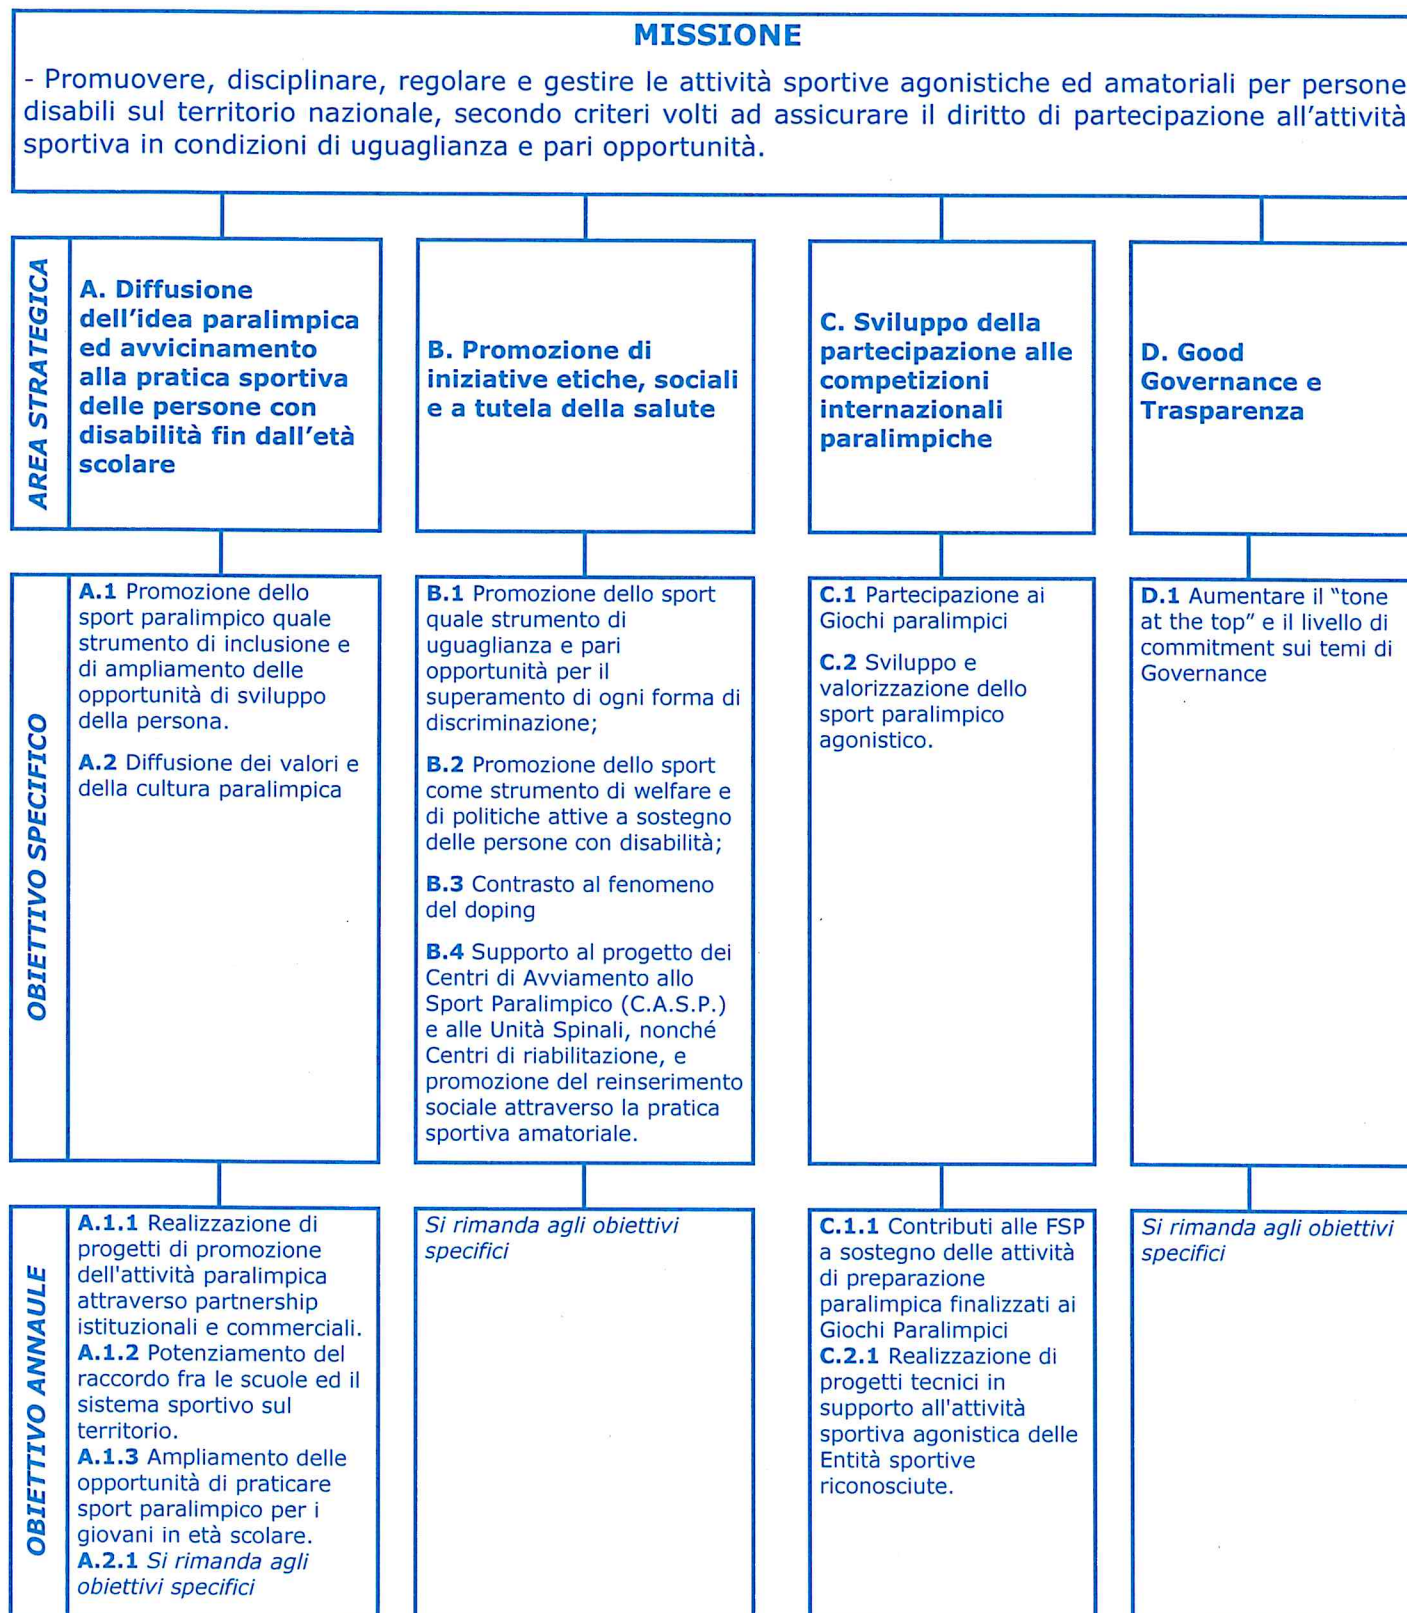 MISSIONE
- Promuovere, disciplinare, regolare e gestire le attività sportive agonistiche ed amatoriali per persone
disabili sul territorio nazionale, secondo criteri volti ad assicurare il diritto di partecipazione all'attività
sportiva in condizioni di uguaglianza e pari opportunità.
AREA STRATEGICA
A. Diffusione
dell'idea paralimpica
ed avvicinamento
alla pratica sportiva
delle persone con
disabilità fin dall'età
scolare
B. Promozione di
iniziative etiche, sociali
e a tutela della salute
C. Sviluppo della
partecipazione alle
competizioni
internazionali
paralimpiche
D. Good
Governance e
Trasparenza
OBIETTIVO SPECIFICO
A.1 Promozione dello
sport paralimpico quale
strumento di inclusione e
di ampliamento delle
opportunità di sviluppo
della persona.
A.2 Diffusione dei valori e
della cultura paralimpica
B.1 Promozione dello sport
quale strumento di
uguaglianza e pari
opportunità per il
superamento di ogni forma di
discriminazione;
B.2 Promozione dello sport
come strumento di welfare e
di politiche attive a sostegno
delle persone con disabilità;
B.3 Contrasto al fenomeno
del doping
B.4 Supporto al progetto dei
Centri di Avviamento allo
Sport Paralimpico (C.A.S.P.)
e alle Unità Spinali, nonché
Centri di riabilitazione, e
promozione del reinserimento
sociale attraverso la pratica
sportiva amatoriale.
C.1 Partecipazione ai
Giochi paralimpici
C.2 Sviluppo e
valorizzazione dello
sport paralimpico
agonistico.
D.1 Aumentare il "tone
at the top" e il livello di
commitment sui temi di
Governance
OBIETTIVO ANNAULE
A.1.1 Realizzazione di
progetti di promozione
dell'attività paralimpica
attraverso partnership
istituzionali e commerciali.
A.1.2 Potenziamento del
raccordo fra le scuole ed il
sistema sportivo sul
territorio.
A.1.3 Ampliamento delle
opportunità di praticare
sport paralimpico per i
giovani in età scolare.
A.2.1 Si rimanda agli
obiettivi specifici
Si rimanda agli obiettivi
specifici
C.1.1 Contributi alle FSP
a sostegno delle attività
di preparazione
paralimpica finalizzati ai
Giochi Paralimpici
C.2.1 Realizzazione di
progetti tecnici in
supporto all'attività
sportiva agonistica delle
Entità sportive
riconosciute.
Si rimanda agli obiettivi
specifici